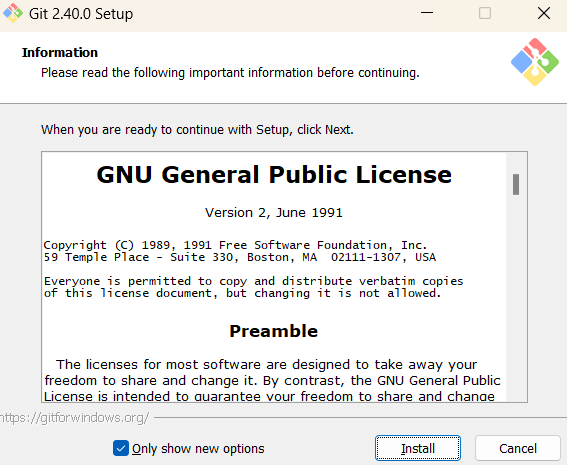 Git 2.40.0 Setup
Information
Please read the following important information before continuing.
When you are ready to continue with Setup, click Next.
GNU General Public License
Version 2, June 1991
Copyright (C) 1989, 1991 Free Software Foundation, Inc.
59 Temple Place - Suite 330, Boston, MA  02111-1307, USA
Everyone is permitted to copy and distribute verbatim copies
of this license document, but changing it is not allowed.
Preamble
The licenses for most software are designed to take away your
freedom to share and change it. By contrast, the GNU General Public
License is intended to guarantee your freedom to share and change
https://gitforwindows.org/
Only show new options
Install
Cancel